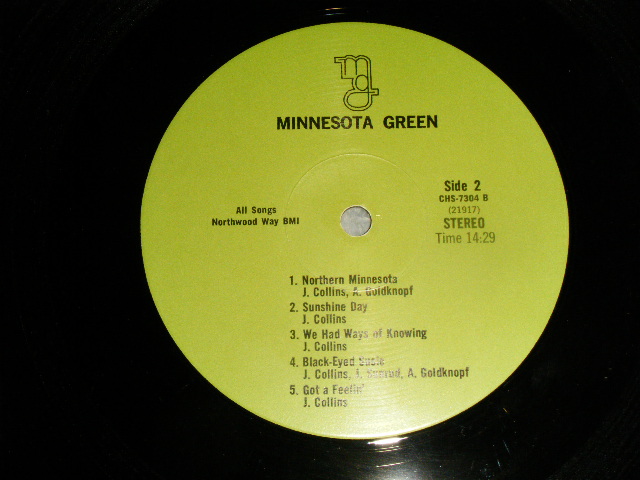 mg
MINNESOTA GREEN
All Songs
Northwood Way BMI
Side 2
CHS-7304 B
(21917)
STEREO
Time 14:29
1. Northern Minnesota
J. Collins, A. Goldknopf
2. Sunshine Day
J. Collins
3. We Had Ways of Knowing
J. Collins
4. Black-Eyed Susie
J. Collins, A. Goldknopf
5. Got a Feelin'
J. Collins